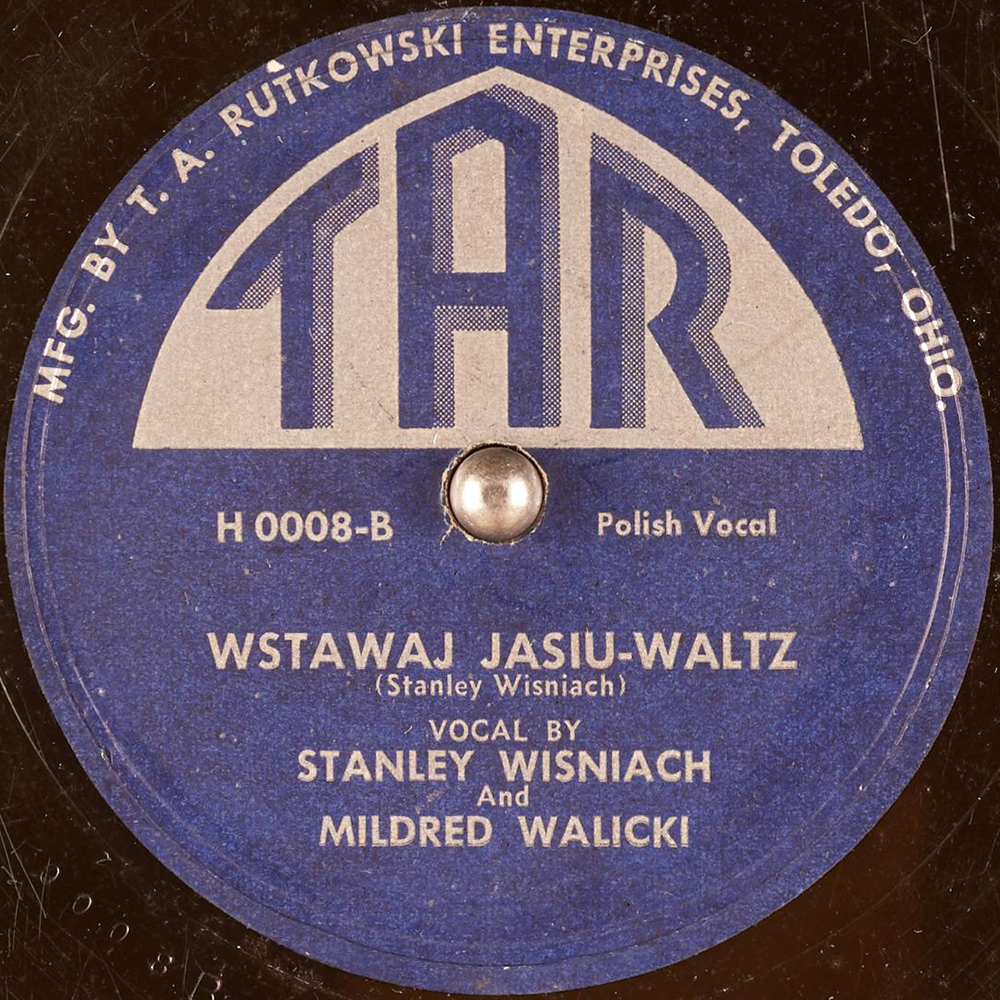 MFG. BY T. A. RUTKOWSKI ENTERPRISES, TOLEDO, OHIO.
TAR
H 0008-B
Polish Vocal
WSTAWAJ JASIU-WALTZ
(Stanley Wisniach)
VOCAL BY
STANLEY WISNIACH
And
MILDRED WALICKI